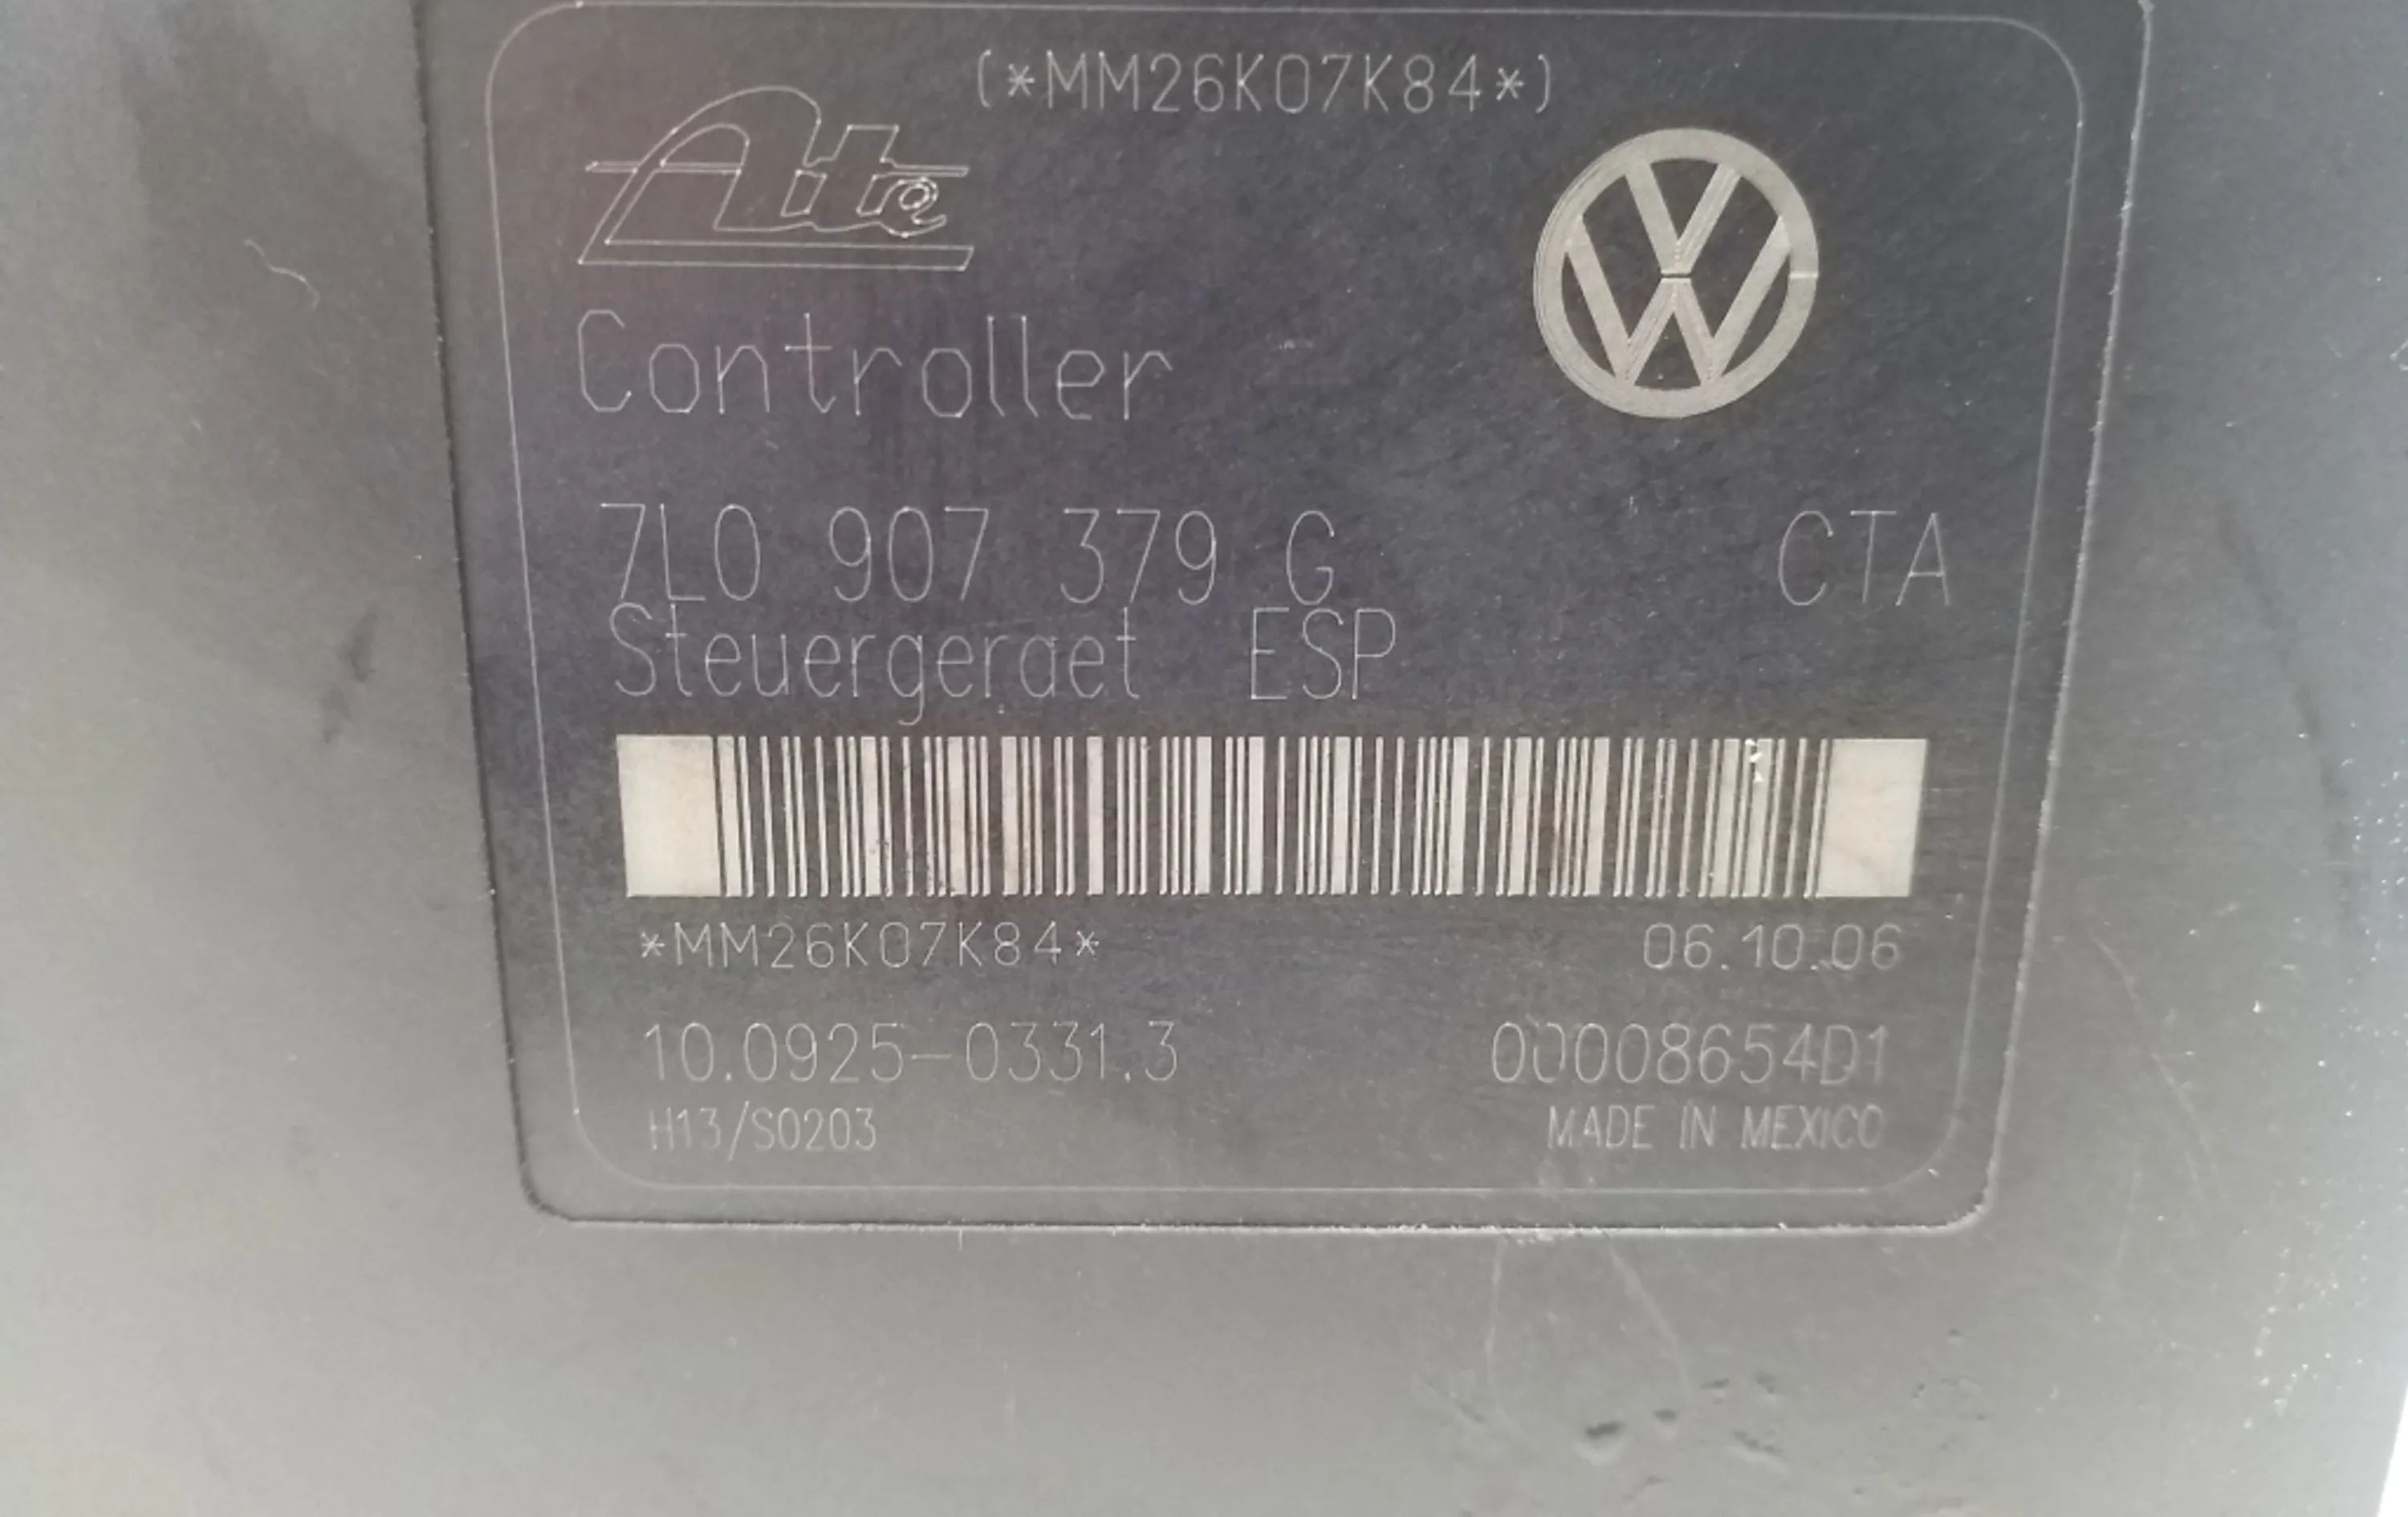 (*MM26K07K84*)
Ate
Controller
7L0 907 379 G CTA
Steuergeraet ESP
*MM26K07K84* 06.10.06
10.0925-0331.3 00008654D1
H13/S0203 MADE IN MEXICO